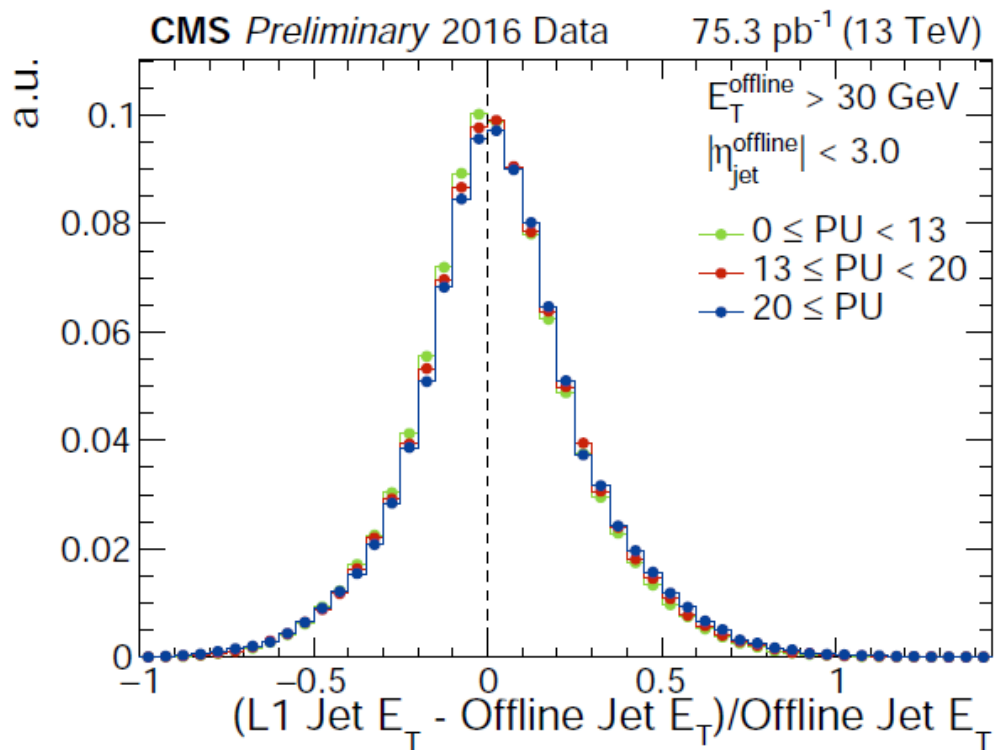 CMS Preliminary 2016 Data 75.3 pb⁻¹ (13 TeV)
a.u.
E_T^offline > 30 GeV
|η_jet^offline| < 3.0
0 ≤ PU < 13
13 ≤ PU < 20
20 ≤ PU
0.1
0.08
0.06
0.04
0.02
0
−1 −0.5 0 0.5 1
(L1 Jet E_T - Offline Jet E_T)/Offline Jet E_T